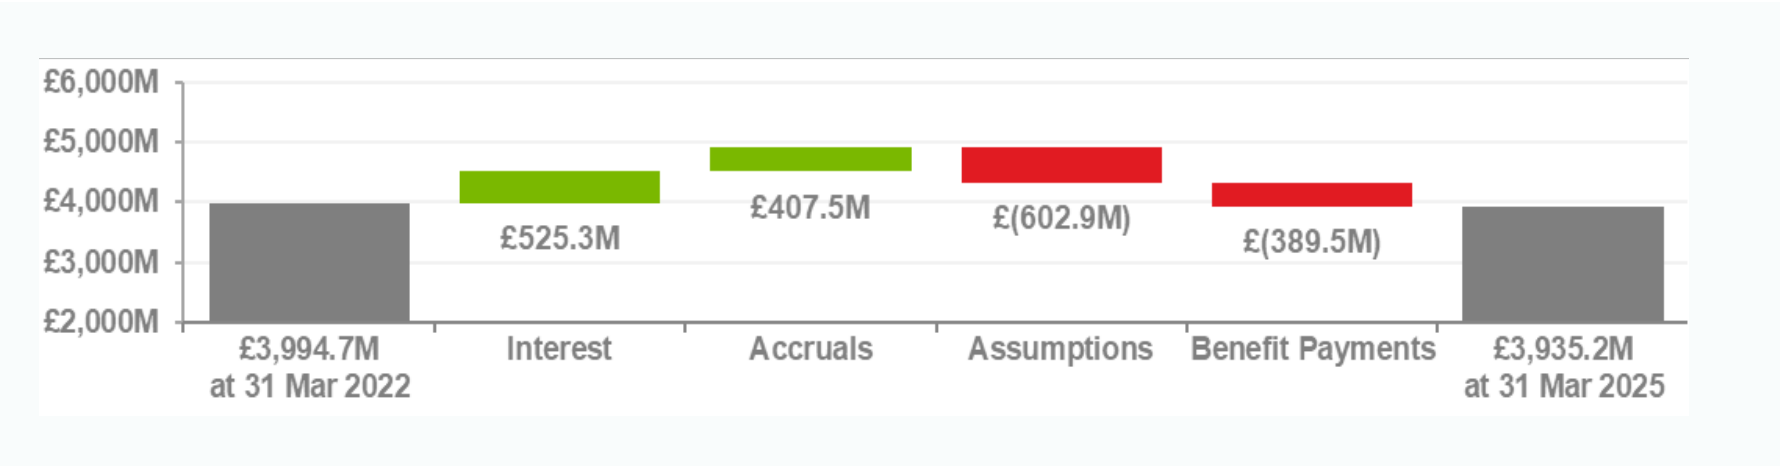 £6,000M
£5,000M
£4,000M
£3,000M
£2,000M
£525.3M
£407.5M
£(602.9M)
£(389.5M)
£3,994.7M
at 31 Mar 2022
Interest
Accruals
Assumptions
Benefit Payments
£3,935.2M
at 31 Mar 2025